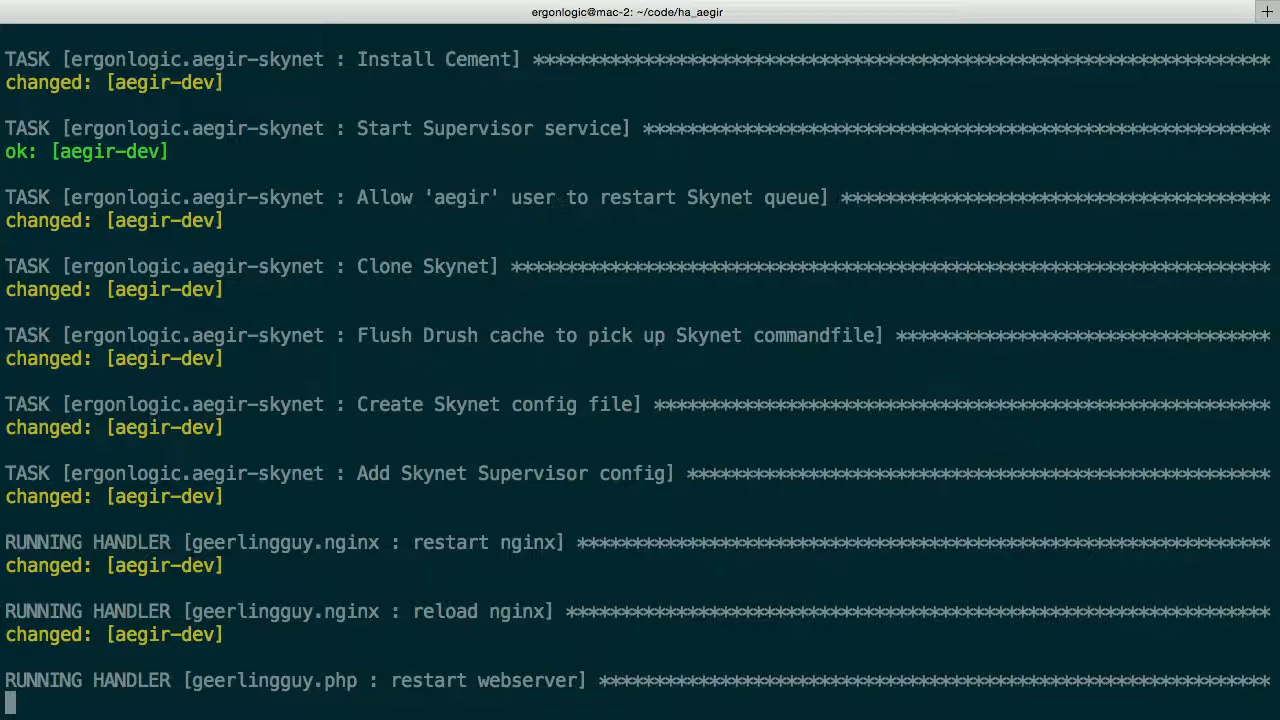 ergonlogic@mac-2: ~/code/ha_aegir
+
TASK [ergonlogic.aegir-skynet : Install Cement] *******************************************************************
changed: [aegir-dev]
TASK [ergonlogic.aegir-skynet : Start Supervisor service] *********************************************************
ok: [aegir-dev]
TASK [ergonlogic.aegir-skynet : Allow 'aegir' user to restart Skynet queue] ***************************************
changed: [aegir-dev]
TASK [ergonlogic.aegir-skynet : Clone Skynet] *********************************************************************
changed: [aegir-dev]
TASK [ergonlogic.aegir-skynet : Flush Drush cache to pick up Skynet commandfile] **********************************
changed: [aegir-dev]
TASK [ergonlogic.aegir-skynet : Create Skynet config file] ********************************************************
changed: [aegir-dev]
TASK [ergonlogic.aegir-skynet : Add Skynet Supervisor config] *****************************************************
changed: [aegir-dev]
RUNNING HANDLER [geerlingguy.nginx : restart nginx] ***************************************************************
changed: [aegir-dev]
RUNNING HANDLER [geerlingguy.nginx : reload nginx] ****************************************************************
changed: [aegir-dev]
RUNNING HANDLER [geerlingguy.php : restart webserver] *************************************************************